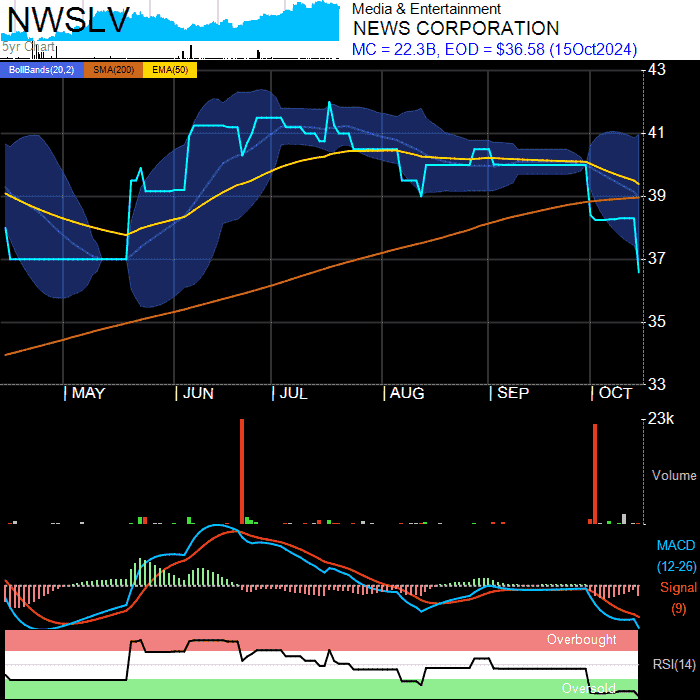 NWSLV
5yr Chart
Media & Entertainment
NEWS CORPORATION
MC = 22.3B, EOD = $36.58 (15Oct2024)
BollBands(20,2) SMA(200) EMA(50)
43
41
39
37
35
33
MAY JUN JUL AUG SEP OCT
23k
Volume
MACD
(12-26)
Signal
(9)
Overbought
RSI(14)
Oversold